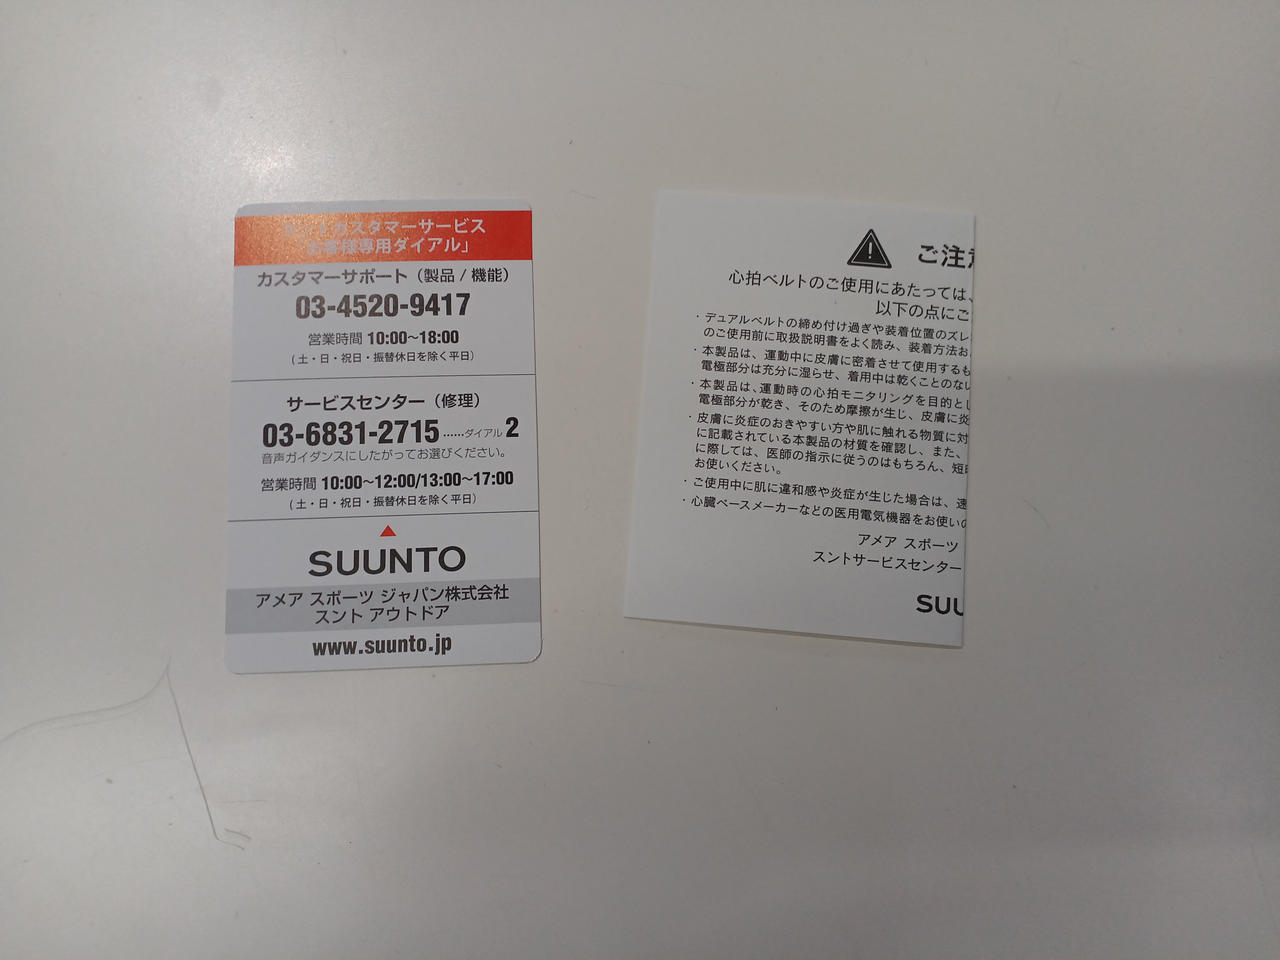 カスタマーサービス
お客様専用ダイアル」
カスタマーサポート（製品 / 機能）
03-4520-9417
営業時間 10:00～18:00
（土・日・祝日・振替休日を除く平日）
サービスセンター（修理）
03-6831-2715 ……ダイアル 2
音声ガイダンスにしたがってお選びください。
営業時間 10:00～12:00/13:00～17:00
（土・日・祝日・振替休日を除く平日）
SUUNTO
アメア スポーツ ジャパン株式会社
スント アウトドア
www.suunto.jp
ご注意
心拍ベルトのご使用にあたっては、
以下の点にご
・デュアルベルトの締め付け過ぎや装着位置のズレ
のご使用前に取扱説明書をよく読み、装着方法お
・本製品は、運動中に皮膚に密着させて使用するも
電極部分は充分に湿らせ、着用中は乾くことのない
・本製品は、運動時の心拍モニタリングを目的とし
電極部分が乾き、そのため摩擦が生じ、皮膚に炎
・皮膚に炎症のおきやすい方や肌に触れる物質に対
に記載されている本製品の材質を確認し、また、
に際しては、医師の指示に従うのはもちろん、短時
お使いください。
・ご使用中に肌に違和感や炎症が生じた場合は、速
・心臓ペースメーカーなどの医用電気機器をお使いの
アメア スポーツ
スントサービスセンター
SUU